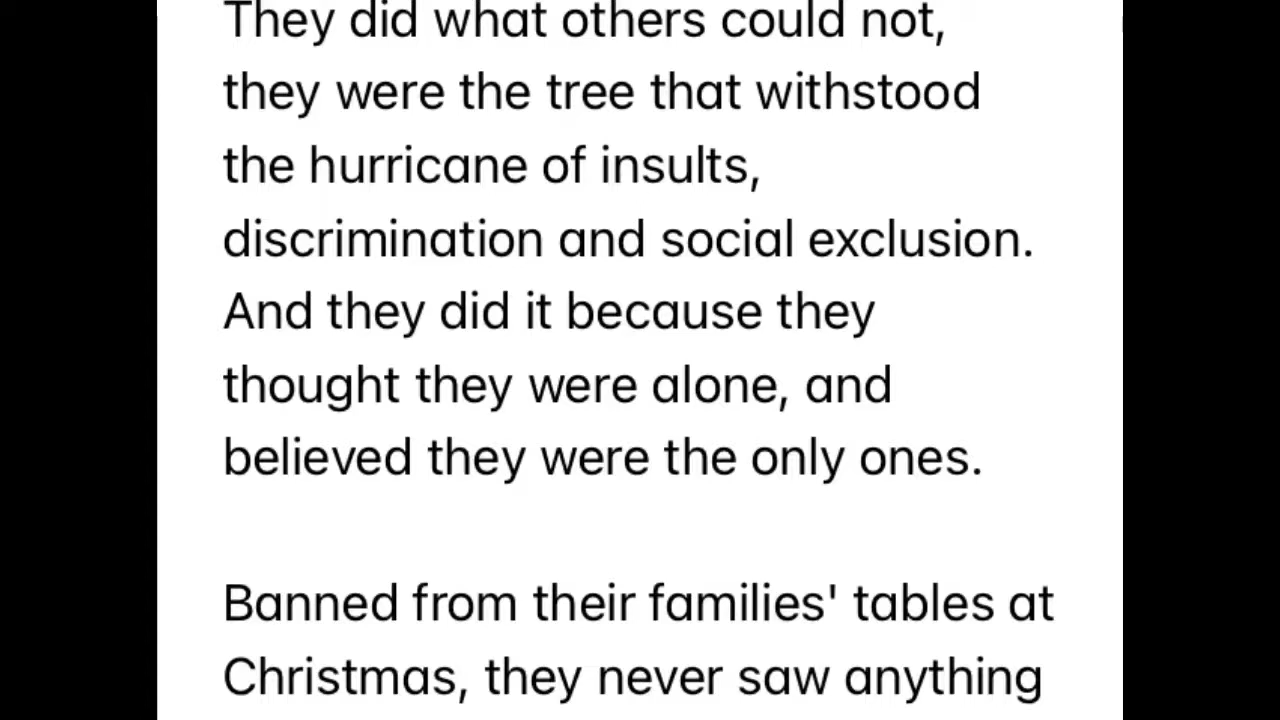 They did what others could not,
they were the tree that withstood
the hurricane of insults,
discrimination and social exclusion.
And they did it because they
thought they were alone, and
believed they were the only ones.
Banned from their families' tables at
Christmas, they never saw anything